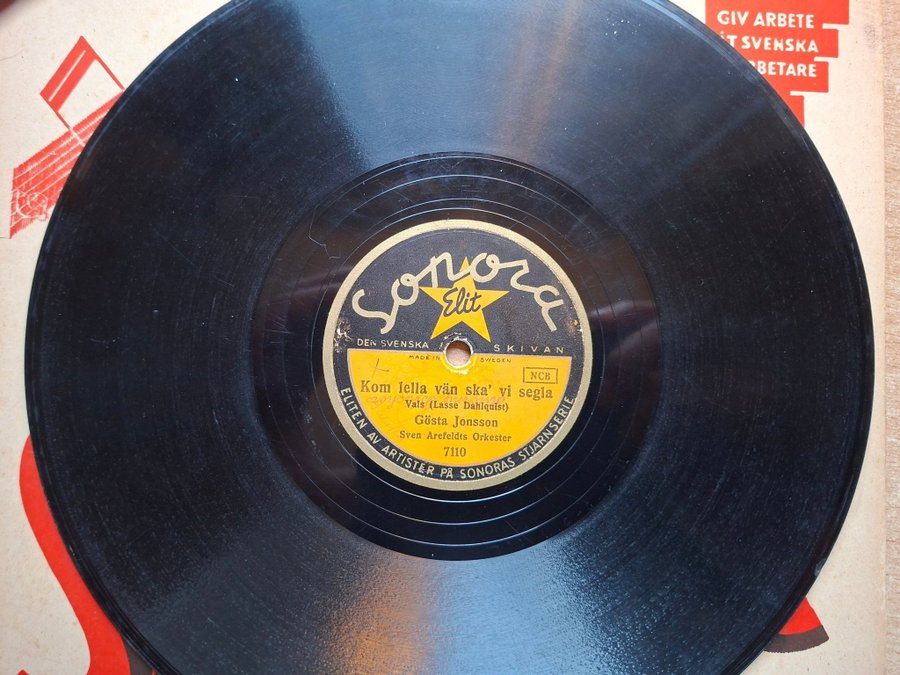 GIV ARBETE
ÅT SVENSKA
ARBETARE
Sonora
Elit
DEN SVENSKA SKIVAN
MADE IN SWEDEN
NCB
Kom lella vän ska' vi segla
Vals (Lasse Dahlquist)
Gösta Jonsson
Sven Arefeldts Orkester
7110
ELITEN AV ARTISTER PÅ SONORAS STJÄRNSERIE